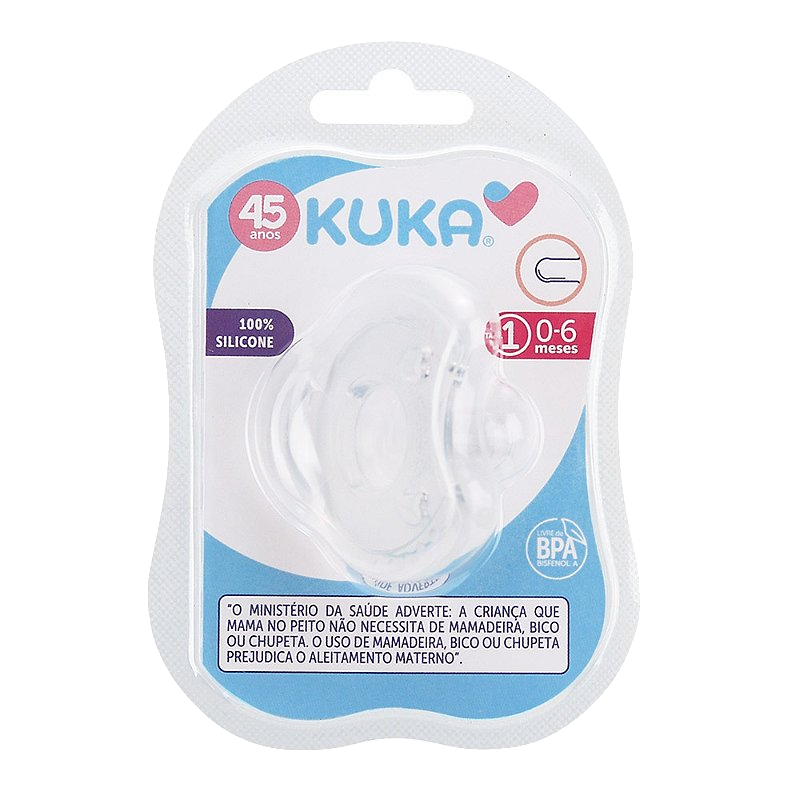 45
anos
KUKA®
100%
SILICONE
1
0-6
meses
LIVRE de
BPA
BISFENOL A
"O MINISTÉRIO DA SAÚDE ADVERTE: A CRIANÇA QUE
MAMA NO PEITO NÃO NECESSITA DE MAMADEIRA, BICO
OU CHUPETA. O USO DE MAMADEIRA, BICO OU CHUPETA
PREJUDICA O ALEITAMENTO MATERNO".